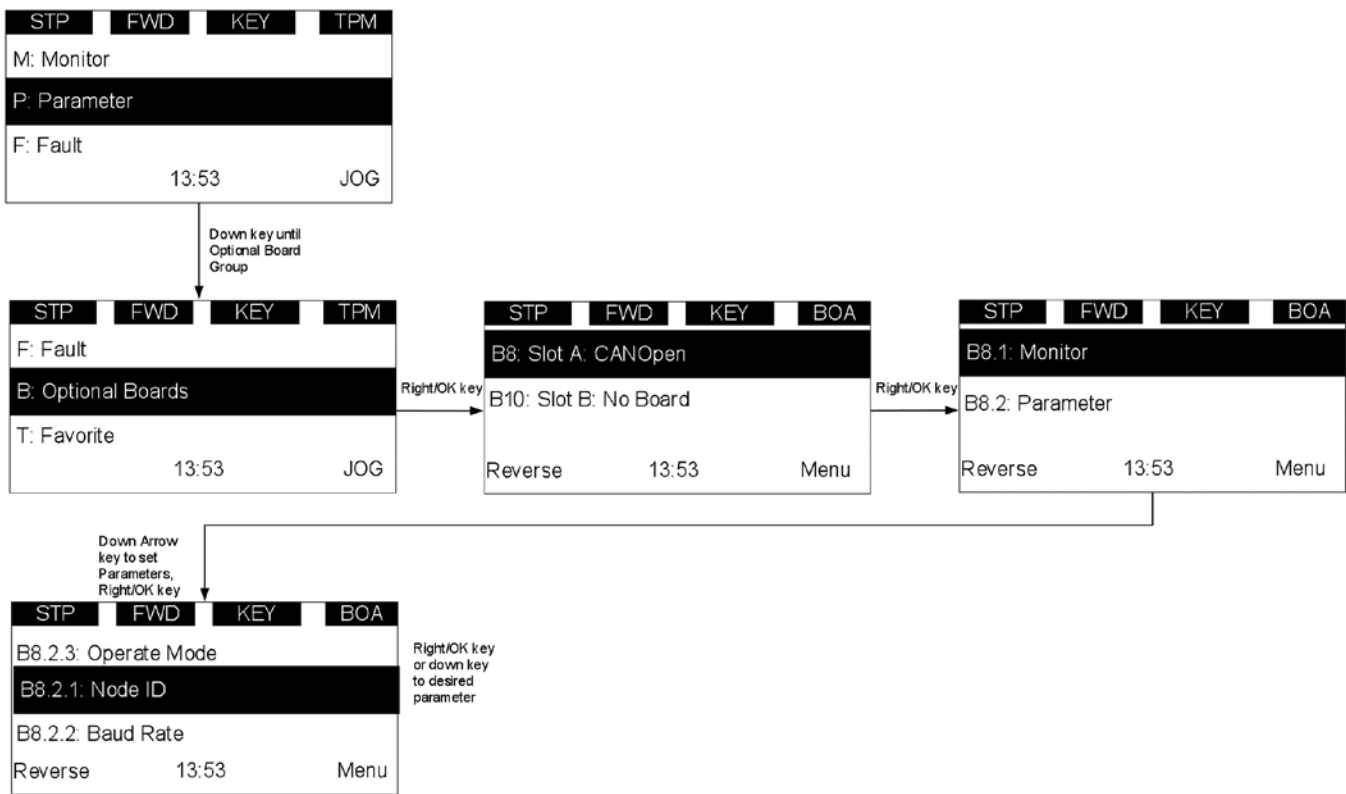 STP FWD KEY TPM
M: Monitor
P: Parameter
F: Fault
13:53 JOG
Down key until
Optional Board
Group
STP FWD KEY TPM
F: Fault
B: Optional Boards
T: Favorite
13:53 JOG
Right/OK key
STP FWD KEY BOA
B8: Slot A: CANOpen
B10: Slot B: No Board
Reverse 13:53 Menu
Right/OK key
STP FWD KEY BOA
B8.1: Monitor
B8.2: Parameter
Reverse 13:53 Menu
Down Arrow
key to set
Parameters,
Right/OK key
STP FWD KEY BOA
B8.2.3: Operate Mode
B8.2.1: Node ID
B8.2.2: Baud Rate
Reverse 13:53 Menu
Right/OK key
or down key
to desired
parameter